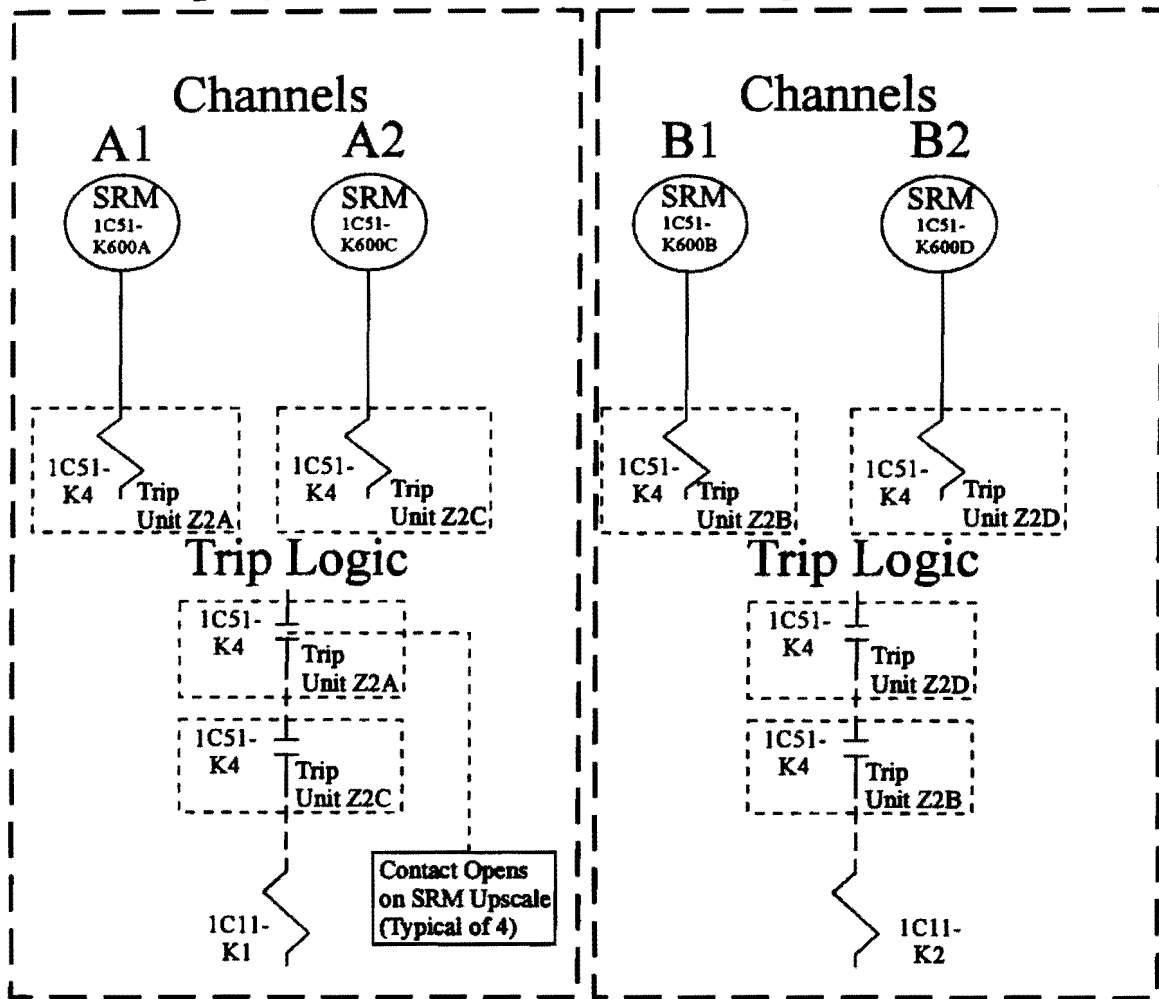 Channels
A1
A2
SRM
1C51-
K600A
SRM
1C51-
K600C
1C51-
K4
Trip
Unit Z2A
1C51-
K4
Trip
Unit Z2C
Trip Logic
1C51-
K4
Trip
Unit Z2A
1C51-
K4
Trip
Unit Z2C
Contact Opens
on SRM Upscale
(Typical of 4)
1C11-
K1
Channels
B1
B2
SRM
1C51-
K600B
SRM
1C51-
K600D
1C51-
K4
Trip
Unit Z2B
1C51-
K4
Trip
Unit Z2D
Trip Logic
1C51-
K4
Trip
Unit Z2D
1C51-
K4
Trip
Unit Z2B
1C11-
K2